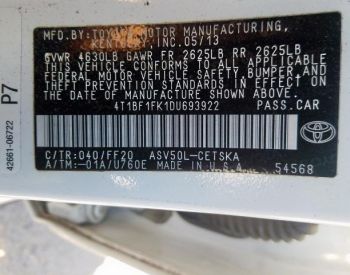 MFD.BY:TOYOTA MOTOR MANUFACTURING,
KENTUCKY,INC.05/13
GVWR 4630LB GAWR FR 2625LB RR 2625LB
THIS VEHICLE CONFORMS TO ALL APPLICABLE
FEDERAL MOTOR VEHICLE SAFETY, BUMPER, AND
THEFT PREVENTION STANDARDS IN EFFECT ON
THE DATE OF MANUFACTURE SHOWN ABOVE.
4T1BF1FK1DU693922 PASS.CAR
C/TR:040/FF20 ASV50L-CETSKA
A/TM:-01A/U760E MADE IN U.S.A. 54568
P7
42661-06722
TOYOTA